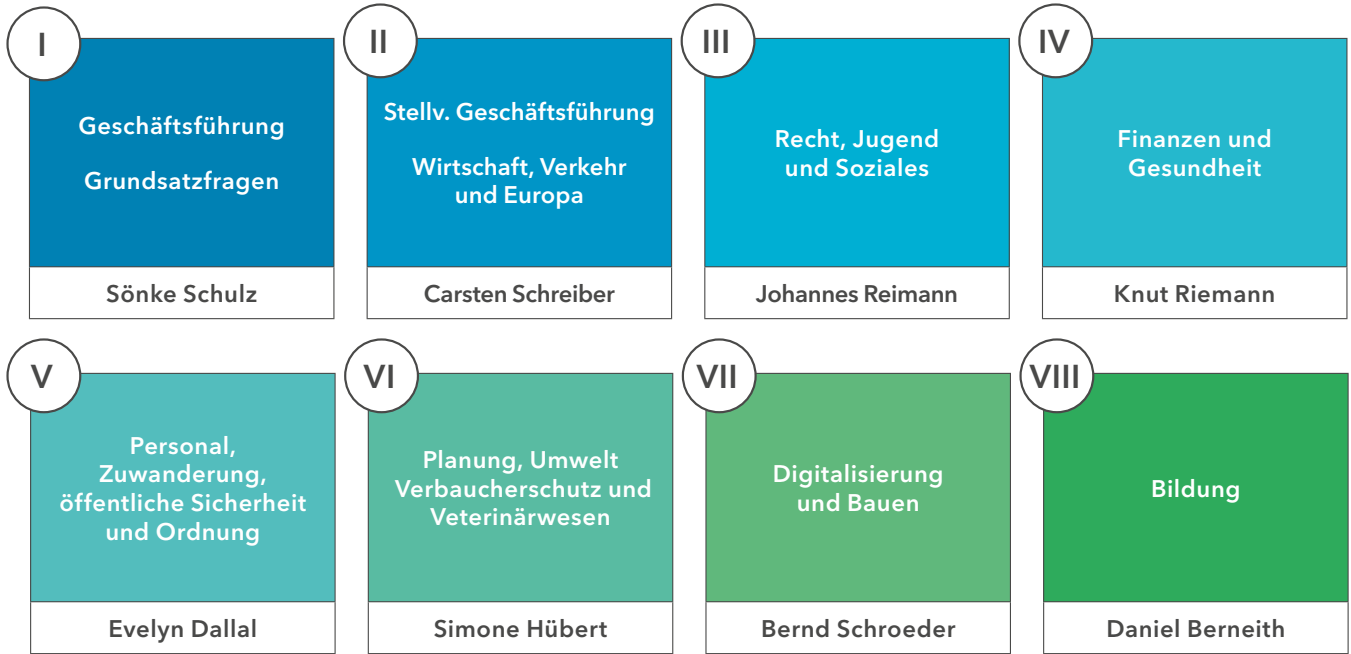 I
Geschäftsführung
Grundsatzfragen
Sönke Schulz
II
Stellv. Geschäftsführung
Wirtschaft, Verkehr
und Europa
Carsten Schreiber
III
Recht, Jugend
und Soziales
Johannes Reimann
IV
Finanzen und
Gesundheit
Knut Riemann
V
Personal,
Zuwanderung,
öffentliche Sicherheit
und Ordnung
Evelyn Dallal
VI
Planung, Umwelt
Verbaucherschutz und
Veterinärwesen
Simone Hübert
VII
Digitalisierung
und Bauen
Bernd Schroeder
VIII
Bildung
Daniel Berneith